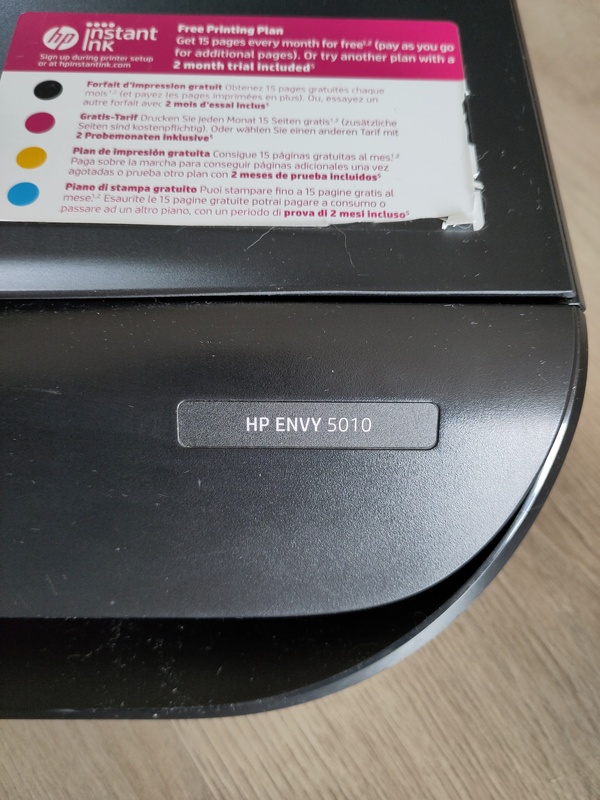 hp instant ink
Sign up during printer setup
or at hpinstantink.com
Free Printing Plan
Get 15 pages every month for free¹,² (pay as you go
for additional pages). Or try another plan with a
2 month trial included⁵
Forfait d'impression gratuit Obtenez 15 pages gratuites chaque
mois¹,² (et payez les pages imprimées en plus). Ou, essayez un
autre forfait avec 2 mois d'essai inclus⁵
Gratis-Tarif Drucken Sie jeden Monat 15 Seiten gratis¹,² (zusätzliche
Seiten sind kostenpflichtig). Oder wählen Sie einen anderen Tarif mit
2 Probemonaten inklusive⁵
Plan de impresión gratuita Consigue 15 páginas gratuitas al mes.¹,²
Paga sobre la marcha para conseguir páginas adicionales una vez
agotadas o prueba otro plan con 2 meses de prueba incluidos⁵
Piano di stampa gratuito Puoi stampare fino a 15 pagine gratis al
mese.¹,² Esaurite le 15 pagine gratuite potrai pagare a consumo o
passare ad un altro piano, con un periodo di prova di 2 mesi incluso⁵
HP ENVY 5010